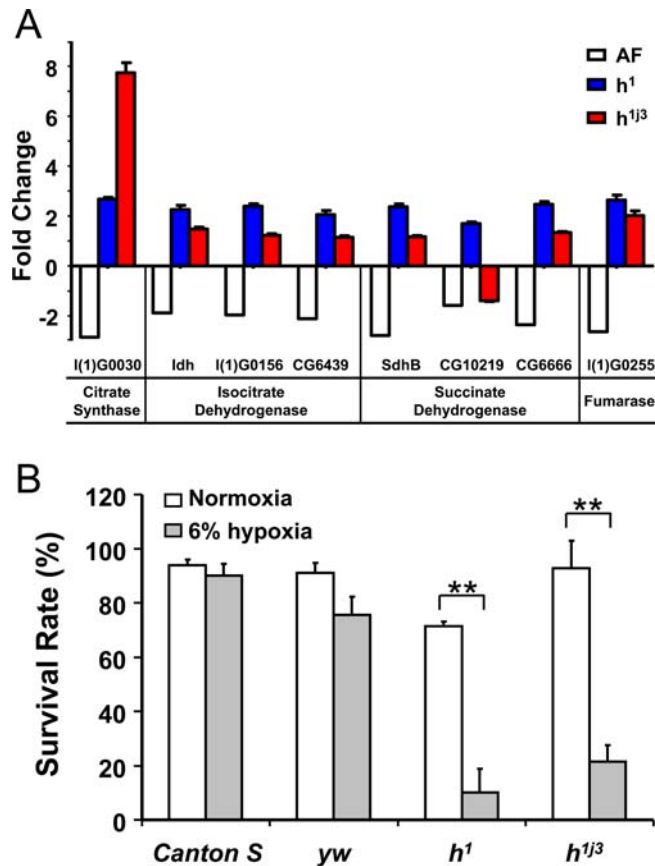 A
Fold Change
8
6
4
2
0
-2
AF
h¹
h¹ʲ³
l(1)G0030 Idh l(1)G0156 CG6439 SdhB CG10219 CG6666 l(1)G0255
Citrate Synthase
Isocitrate Dehydrogenase
Succinate Dehydrogenase
Fumarase
B
Survival Rate (%)
120
100
80
60
40
20
0
Normoxia
6% hypoxia
**
**
Canton S yw h¹ h¹ʲ³